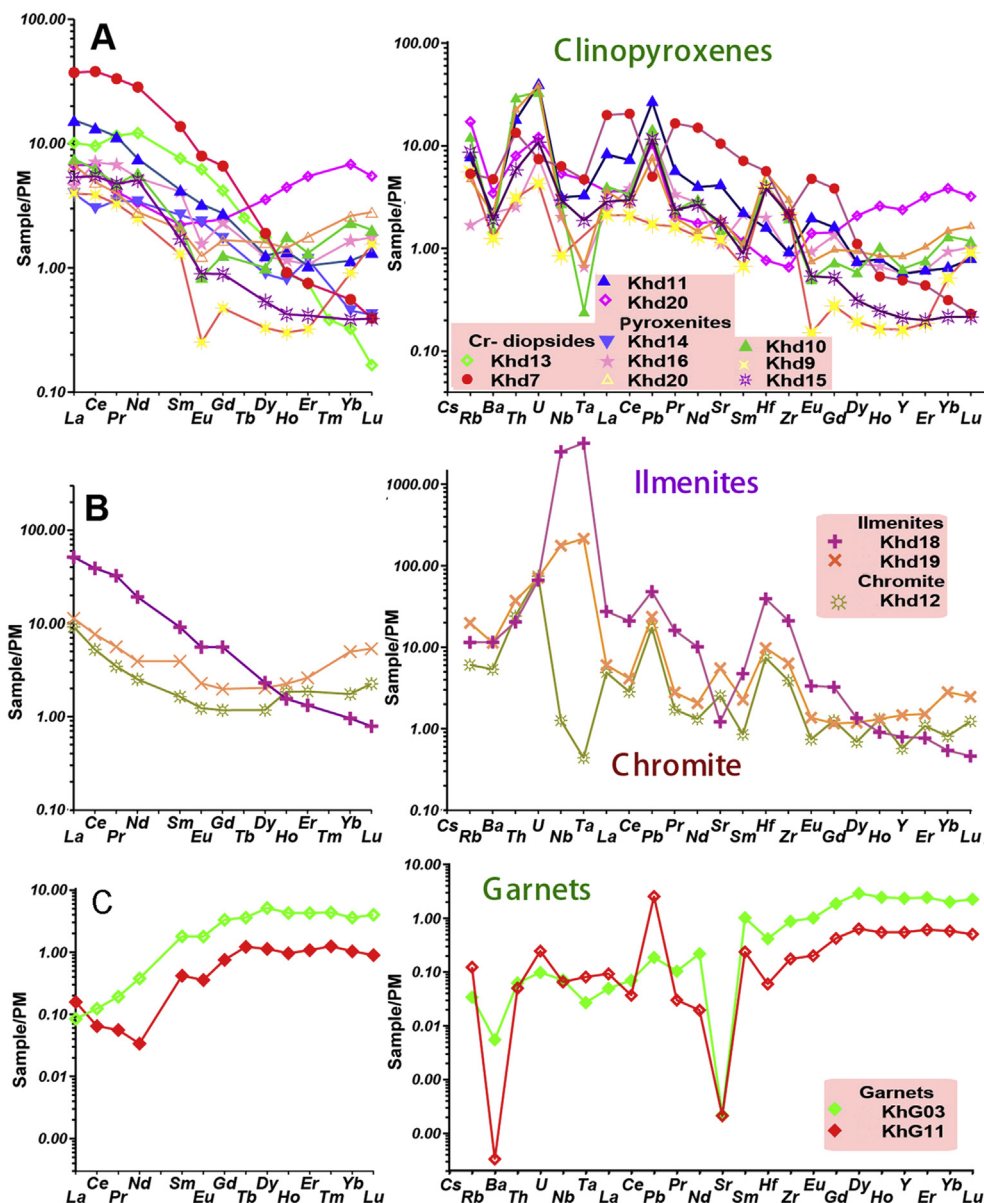 A
Clinopyroxenes
100.00
10.00
1.00
0.10
Sample/PM
La Ce Pr Nd Sm Eu Gd Tb Dy Ho Er Tm Yb Lu
100.00
10.00
1.00
0.10
Sample/PM
Cs Rb Ba Th U Nb Ta La Ce Pb Pr Nd Sr Sm Hf Zr Eu Gd Dy Ho Y Er Yb Lu
Khd11
Khd20
Cr- diopsides
Khd13
Khd7
Pyroxenites
Khd14
Khd16
Khd20
Khd10
Khd9
Khd15
B
Ilmenites
100.00
10.00
1.00
0.10
Sample/PM
La Ce Pr Nd Sm Eu Gd Tb Dy Ho Er Tm Yb Lu
1000.00
100.00
10.00
1.00
0.10
Sample/PM
Cs Rb Ba Th U Nb Ta La Ce Pb Pr Nd Sr Sm Hf Zr Eu Gd Dy Ho Y Er Yb Lu
Ilmenites
Khd18
Khd19
Chromite
Khd12
Chromite
C
Garnets
10.00
1.00
0.10
0.01
0.00
Sample/PM
La Ce Pr Nd Sm Eu Gd Tb Dy Ho Er Tm Yb Lu
10.00
1.00
0.10
0.01
0.00
0.00
Sample/PM
Cs Rb Ba Th U Nb Ta La Ce Pb Pr Nd Sr Sm Hf Zr Eu Gd Dy Ho Y Er Yb Lu
Garnets
KhG03
KhG11